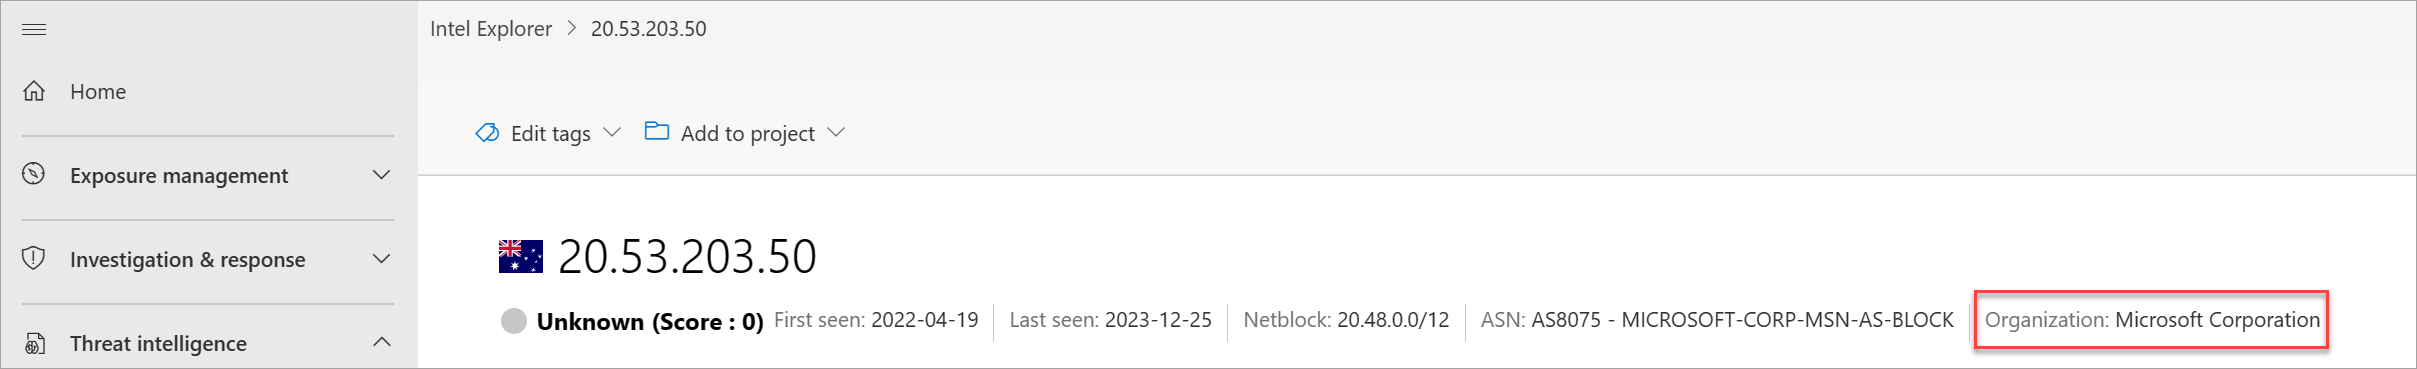 Intel Explorer > 20.53.203.50
Home
Edit tags
Add to project
Exposure management
Investigation & response
Threat intelligence
20.53.203.50
Unknown (Score : 0) First seen: 2022-04-19 Last seen: 2023-12-25 Netblock: 20.48.0.0/12 ASN: AS8075 - MICROSOFT-CORP-MSN-AS-BLOCK Organization: Microsoft Corporation